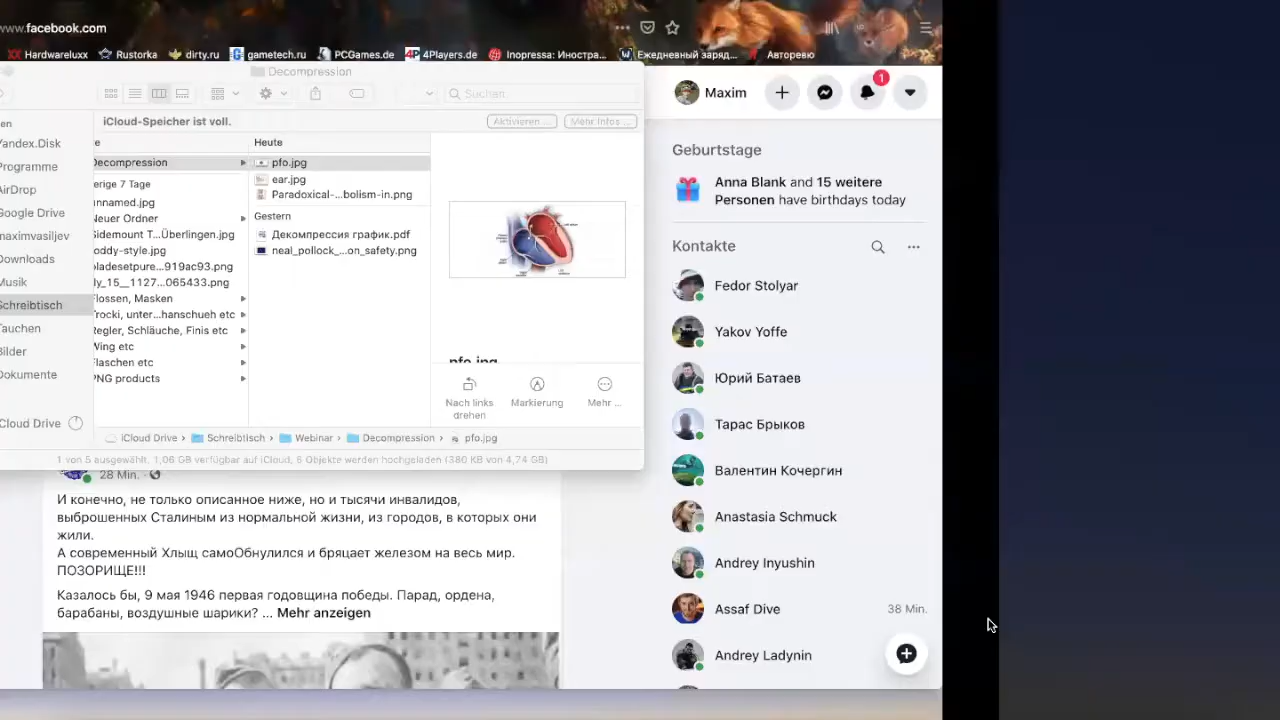 www.facebook.com
Hardwareluxx Rustorka dirty.ru gametech.ru PCGames.de 4Players.de Inopressa: Иностра... Ежедневный заряд... Авторевю
Decompression
Suchen
iCloud-Speicher ist voll. Aktivieren ... Mehr Infos ...
en
Yandex.Disk
Programme
AirDrop
Google Drive
maximvasiljev
Downloads
Musik
Schreibtisch
Tauchen
Bilder
Dokumente
Cloud Drive
e
Decompression
erige 7 Tage
unnamed.jpg
Neuer Ordner
Sidemount T...Überlingen.jpg
oddy-style.jpg
bladesetpure...919ac93.png
ly_15__1127...065433.png
Flossen, Masken
Trocki, unter...hanschueh etc
Regler, Schläuche, Finis etc
Wing etc
Flaschen etc
PNG products
Heute
pfo.jpg
ear.jpg
Paradoxical-...bolism-in.png
Gestern
Декомпрессия график.pdf
neal_pollock_...on_safety.png
pfo.jpg
Nach links
drehen
Markierung
Mehr ...
iCloud Drive › Schreibtisch › Webinar › Decompression › pfo.jpg
1 von 5 ausgewählt, 1,06 GB verfügbar auf iCloud, 6 Objekte werden hochgeladen (380 KB von 4,74 GB)
28 Min. ·
И конечно, не только описанное ниже, но и тысячи инвалидов,
выброшенных Сталиным из нормальной жизни, из городов, в которых они
жили.
А современный Хлыщ самоОбнулился и бряцает железом на весь мир.
ПОЗОРИЩЕ!!!
Казалось бы, 9 мая 1946 первая годовщина победы. Парад, ордена,
барабаны, воздушные шарики? ... Mehr anzeigen
Maxim
1
Geburtstage
Anna Blank and 15 weitere
Personen have birthdays today
Kontakte
Fedor Stolyar
Yakov Yoffe
Юрий Батаев
Тарас Брыков
Валентин Кочергин
Anastasia Schmuck
Andrey Inyushin
Assaf Dive 38 Min.
Andrey Ladynin